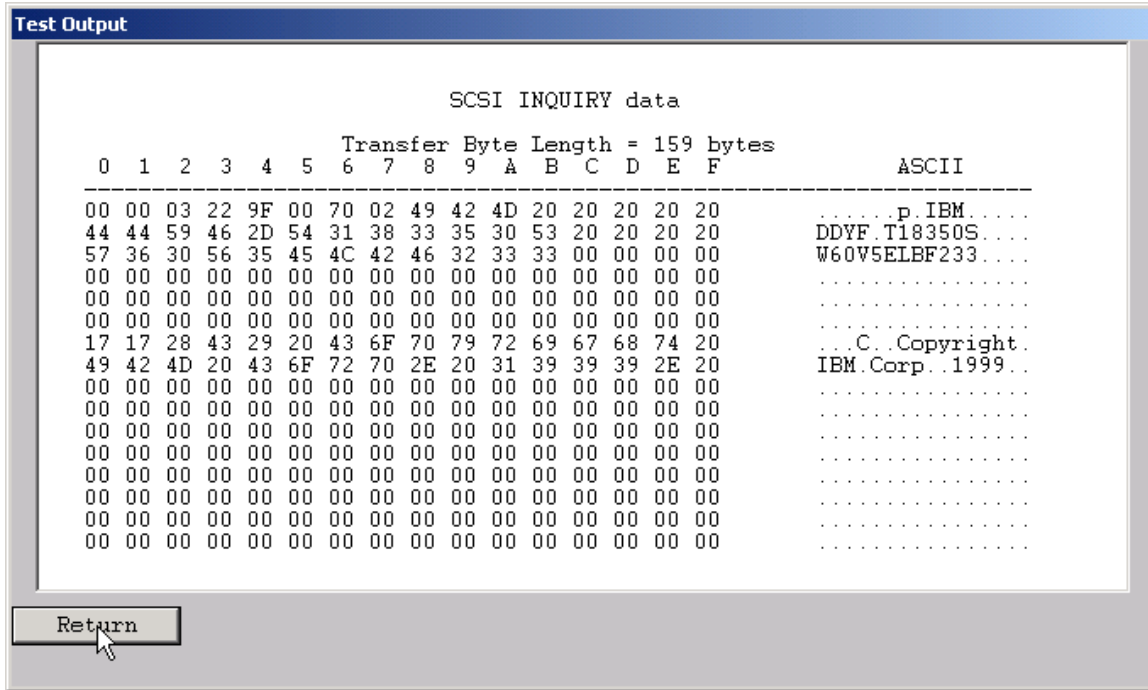 Test Output
SCSI INQUIRY data
Transfer Byte Length = 159 bytes
0 1 2 3 4 5 6 7 8 9 A B C D E F ASCII
00 00 03 22 9F 00 70 02 49 42 4D 20 20 20 20 20 ......p.IBM.....
44 44 59 46 2D 54 31 38 33 35 30 53 20 20 20 20 DDYF.T18350S....
57 36 30 56 35 45 4C 42 46 32 33 33 00 00 00 00 W60V5ELBF233....
00 00 00 00 00 00 00 00 00 00 00 00 00 00 00 00 ................
00 00 00 00 00 00 00 00 00 00 00 00 00 00 00 00 ................
00 00 00 00 00 00 00 00 00 00 00 00 00 00 00 00 ................
17 17 28 43 29 20 43 6F 70 79 72 69 67 68 74 20 ...C..Copyright.
49 42 4D 20 43 6F 72 70 2E 20 31 39 39 39 2E 20 IBM.Corp..1999..
00 00 00 00 00 00 00 00 00 00 00 00 00 00 00 00 ................
00 00 00 00 00 00 00 00 00 00 00 00 00 00 00 00 ................
00 00 00 00 00 00 00 00 00 00 00 00 00 00 00 00 ................
00 00 00 00 00 00 00 00 00 00 00 00 00 00 00 00 ................
00 00 00 00 00 00 00 00 00 00 00 00 00 00 00 00 ................
00 00 00 00 00 00 00 00 00 00 00 00 00 00 00 00 ................
00 00 00 00 00 00 00 00 00 00 00 00 00 00 00 00 ................
00 00 00 00 00 00 00 00 00 00 00 00 00 00 00 00 ................
Return